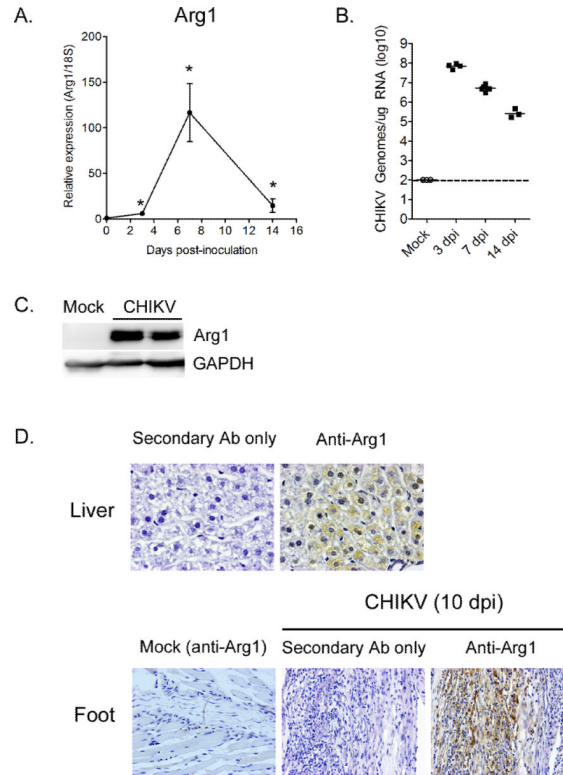 A.
Arg1
Relative expression (Arg1/18S)
200
150
100
50
0
*
*
*
0 2 4 6 8 10 12 14 16
Days post-inoculation
B.
CHIKV Genomes/ug RNA (log10)
9
8
7
6
5
4
3
2
1
0
Mock
3 dpi
7 dpi
14 dpi
C.
Mock CHIKV
Arg1
GAPDH
D.
Secondary Ab only Anti-Arg1
Liver
CHIKV (10 dpi)
Mock (anti-Arg1) Secondary Ab only Anti-Arg1
Foot